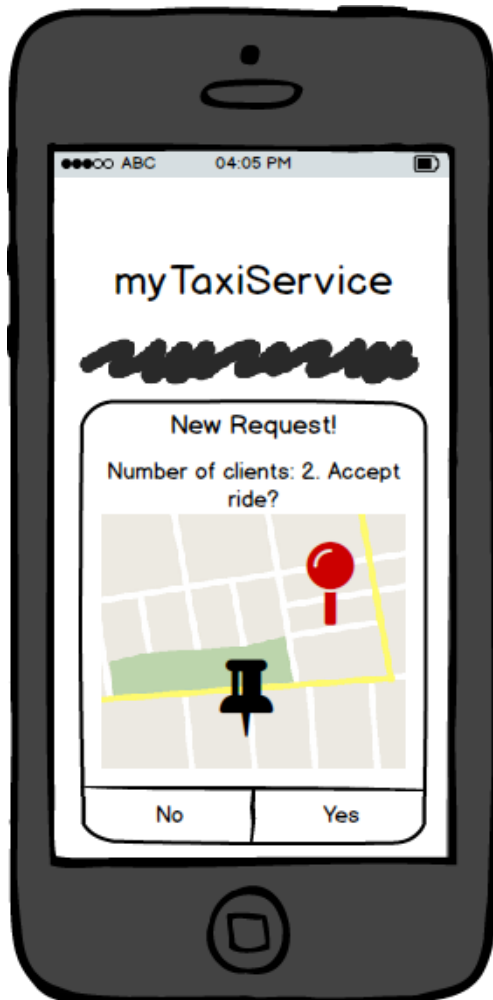 ABC 04:05 PM
myTaxiService
New Request!
Number of clients: 2. Accept
ride?
No Yes